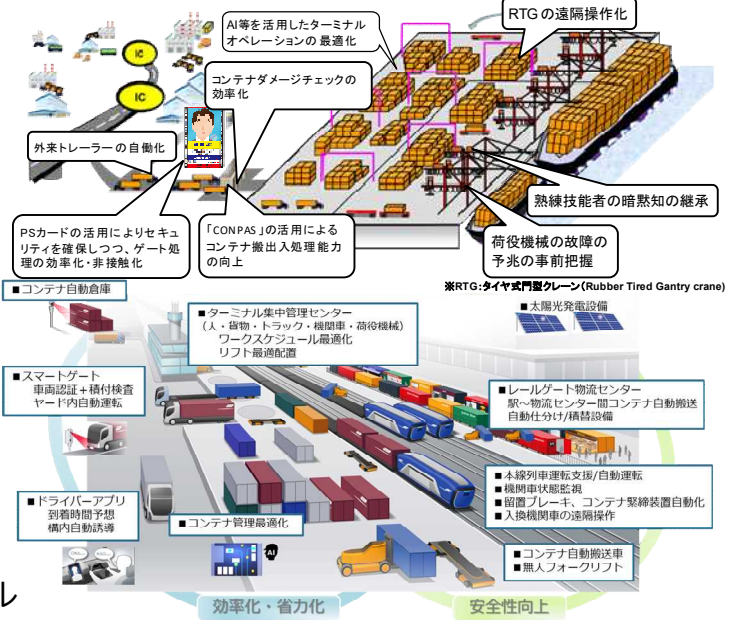 IC
IC
AI等を活用したターミナル
オペレーションの最適化
RTGの遠隔操作化
コンテナダメージチェックの
効率化
外来トレーラーの自働化
熟練技能者の暗黙知の継承
PSカードの活用によりセキュ
リティを確保しつつ、ゲート処
理の効率化・非接触化
「CONPAS」の活用による
コンテナ搬出入処理能力
の向上
荷役機械の故障の
予兆の事前把握
※RTG:タイヤ式門型クレーン(Rubber Tired Gantry crane)
■コンテナ自動倉庫
■ターミナル集中管理センター
(人・貨物・トラック・機関車・荷役機械)
ワークスケジュール最適化
リフト最適配置
■太陽光発電設備
■スマートゲート
車両認証+積付検査
ヤード内自動運転
■レールゲート物流センター
駅～物流センター間コンテナ自動搬送
自動仕分け/積替設備
■本線列車運転支援/自動運転
■機関車状態監視
■留置ブレーキ、コンテナ緊締装置自動化
■入換機関車の遠隔操作
■ドライバーアプリ
到着時間予想
構内自動誘導
■コンテナ管理最適化
AI
■コンテナ自動搬送車
■無人フォークリフト
ル
効率化・省力化
安全性向上